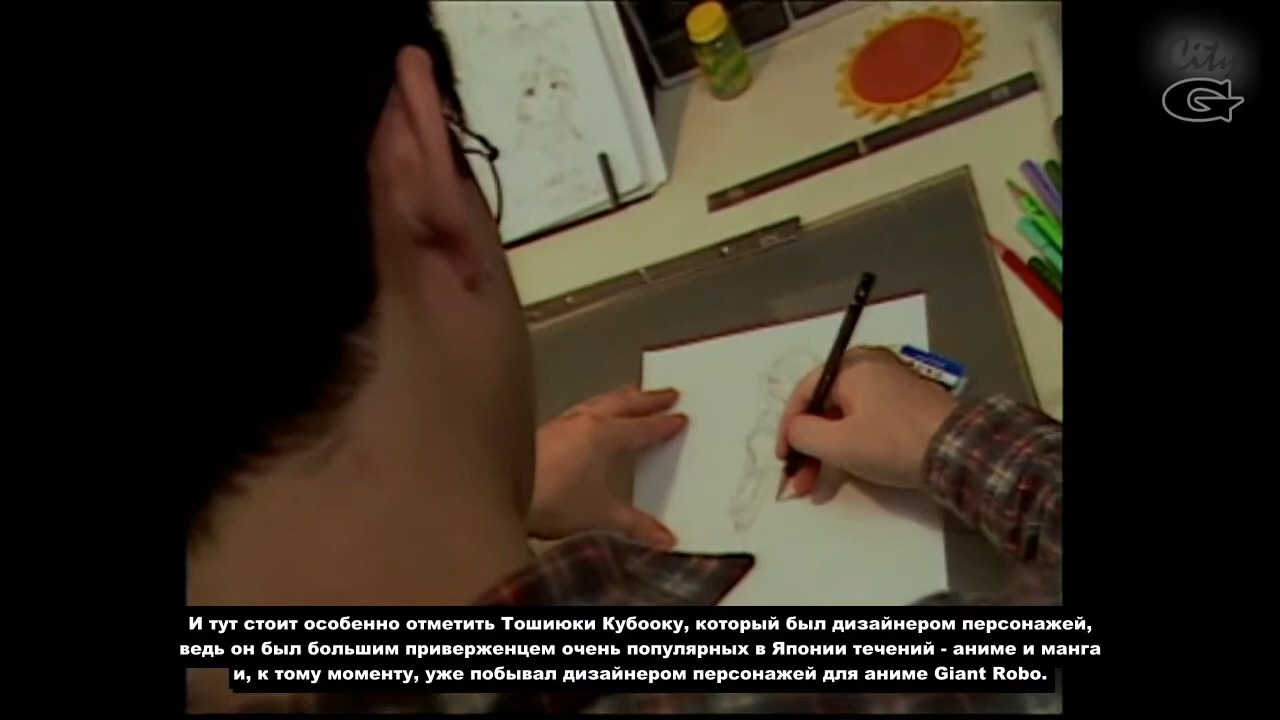 City
G
И тут стоит особенно отметить Тошиюки Кубооку, который был дизайнером персонажей,
ведь он был большим приверженцем очень популярных в Японии течений - аниме и манга
и, к тому моменту, уже побывал дизайнером персонажей для аниме Giant Robo.